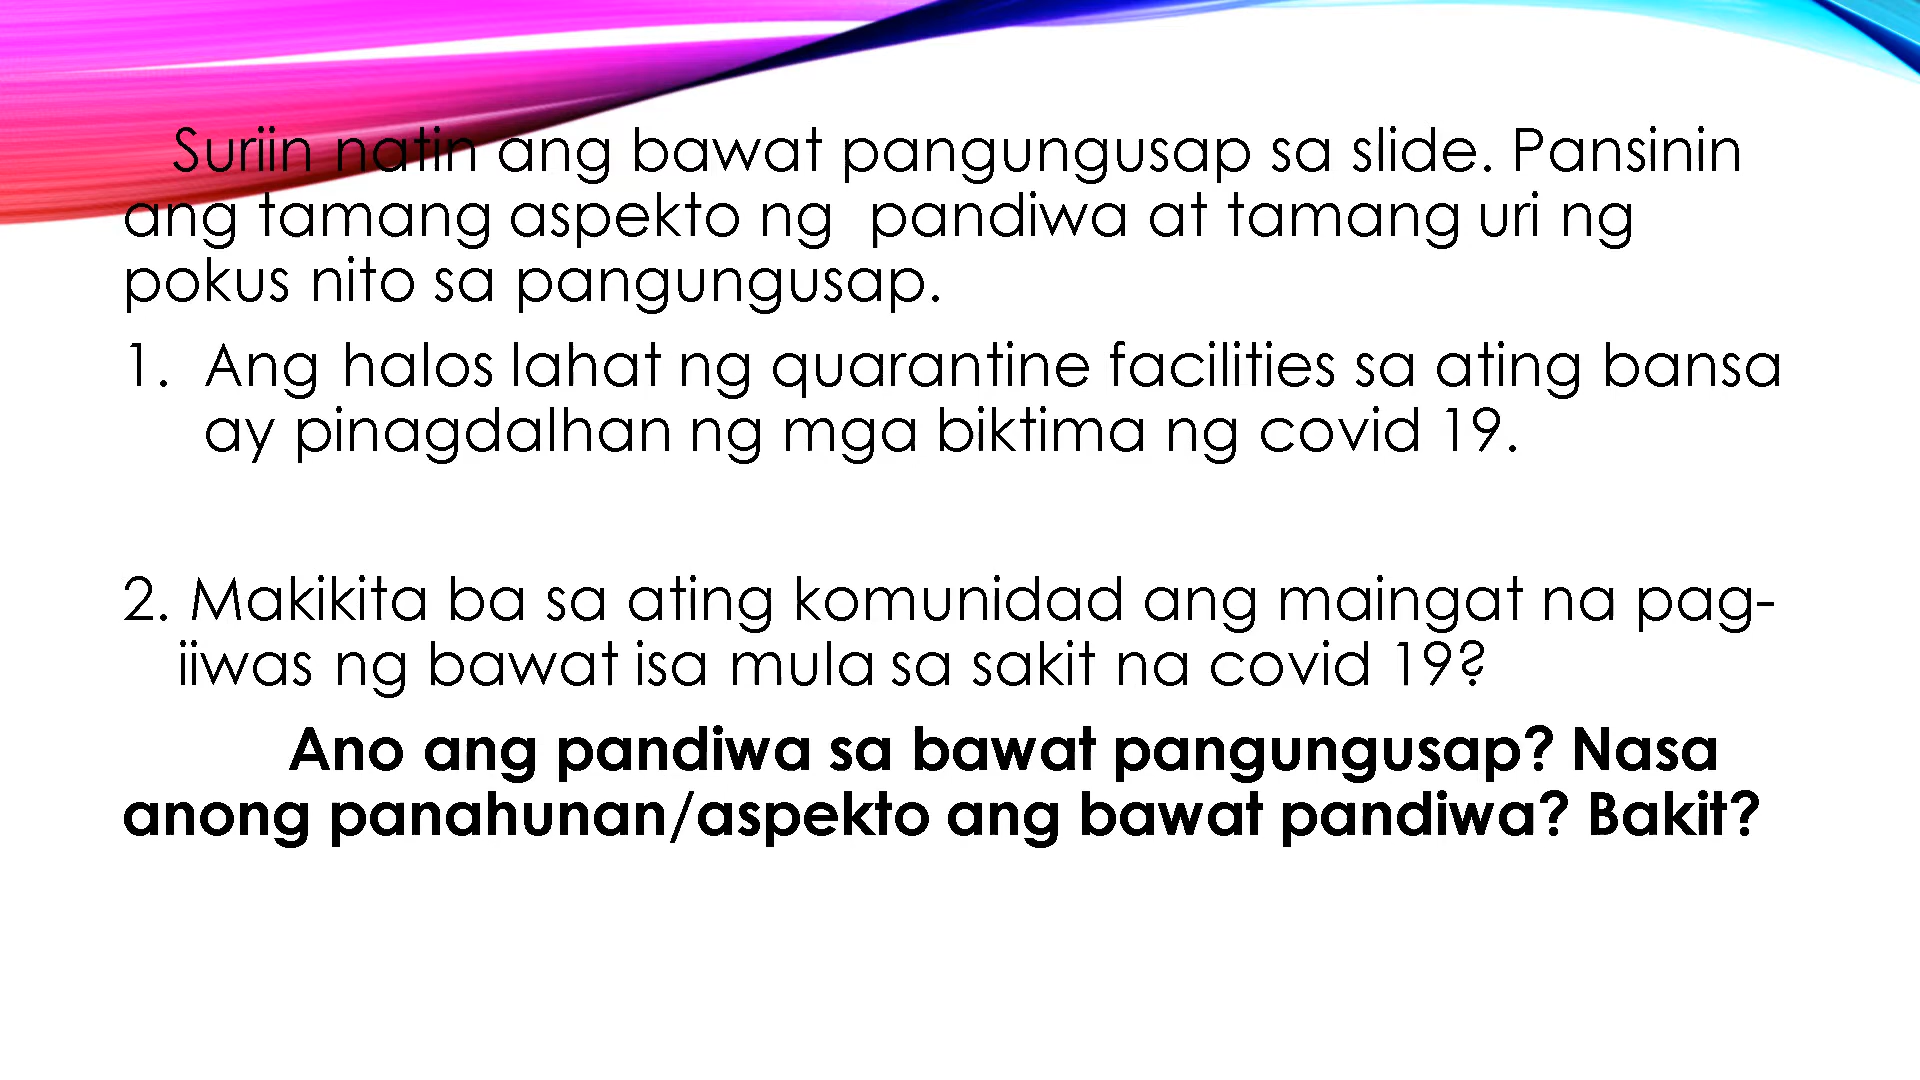 Suriin natin ang bawat pangungusap sa slide. Pansinin
ang tamang aspekto ng pandiwa at tamang uri ng
pokus nito sa pangungusap.
1. Ang halos lahat ng quarantine facilities sa ating bansa
ay pinagdalhan ng mga biktima ng covid 19.
2. Makikita ba sa ating komunidad ang maingat na pag-
iiwas ng bawat isa mula sa sakit na covid 19?
Ano ang pandiwa sa bawat pangungusap? Nasa
anong panahunan/aspekto ang bawat pandiwa? Bakit?